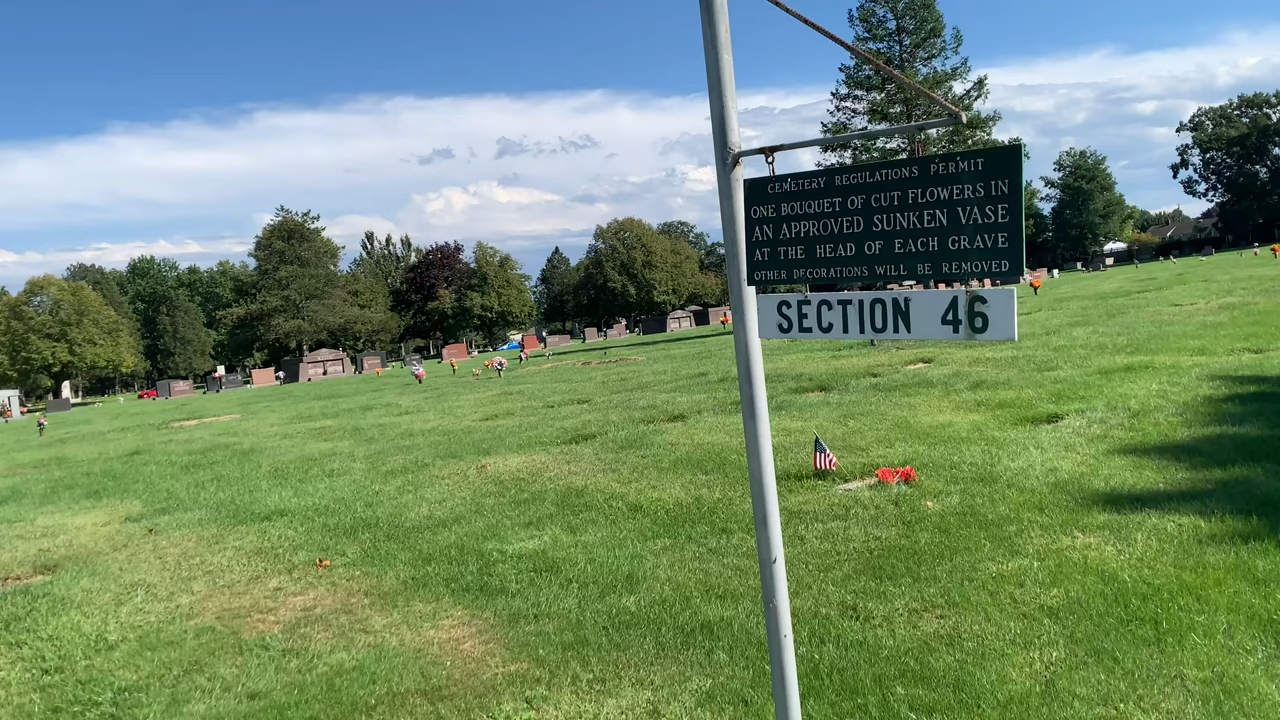 CEMETERY REGULATIONS PERMIT
ONE BOUQUET OF CUT FLOWERS IN
AN APPROVED SUNKEN VASE
AT THE HEAD OF EACH GRAVE
OTHER DECORATIONS WILL BE REMOVED
SECTION 46